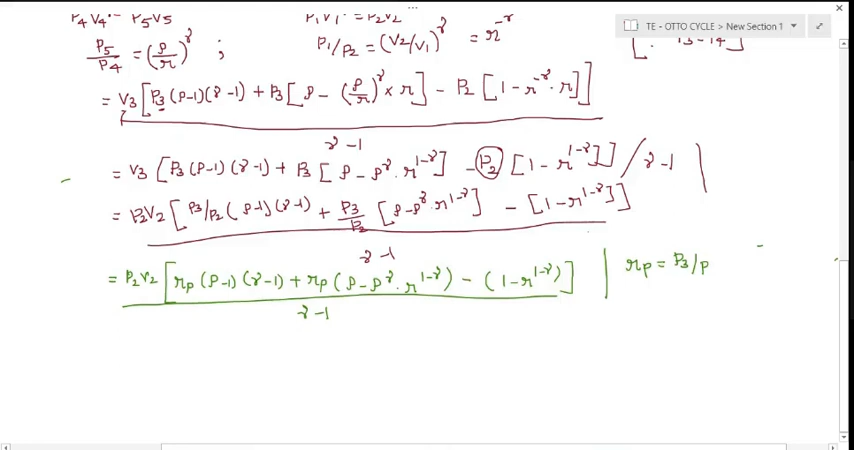 P4V4^γ = P5V5 P1V1^γ = P2V2
P5/P4 = (ρ/r)^γ ; P1/P2 = (V2/V1)^γ = r^-γ
TE - OTTO CYCLE > New Section 1
= V3 [P3 (ρ-1)(γ-1) + P3 [ρ - (ρ/r)^γ × r] - P2 [1 - r^-γ · r]]
γ-1
= V3 [P3 (ρ-1)(γ-1) + P3 [ρ - ρ^γ · r^1-γ] - P2 [1 - r^1-γ]] / γ-1
= P2V2 [P3/P2 (ρ-1)(γ-1) + P3/P2 [ρ - ρ^γ · r^1-γ] - [1 - r^1-γ]]
γ-1
= P2V2 [rp (ρ-1)(γ-1) + rp (ρ - ρ^γ · r^1-γ) - (1 - r^1-γ)] rp = P3/P
γ-1